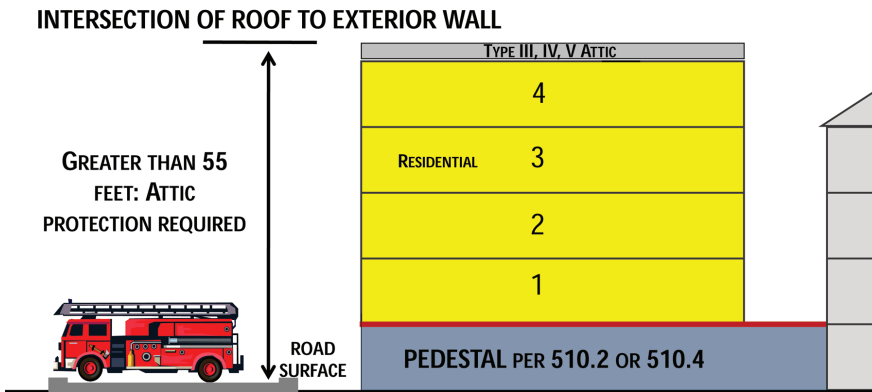 INTERSECTION OF ROOF TO EXTERIOR WALL
TYPE III, IV, V ATTIC
4
GREATER THAN 55
FEET: ATTIC
PROTECTION REQUIRED
RESIDENTIAL 3
2
1
ROAD
SURFACE
PEDESTAL PER 510.2 OR 510.4